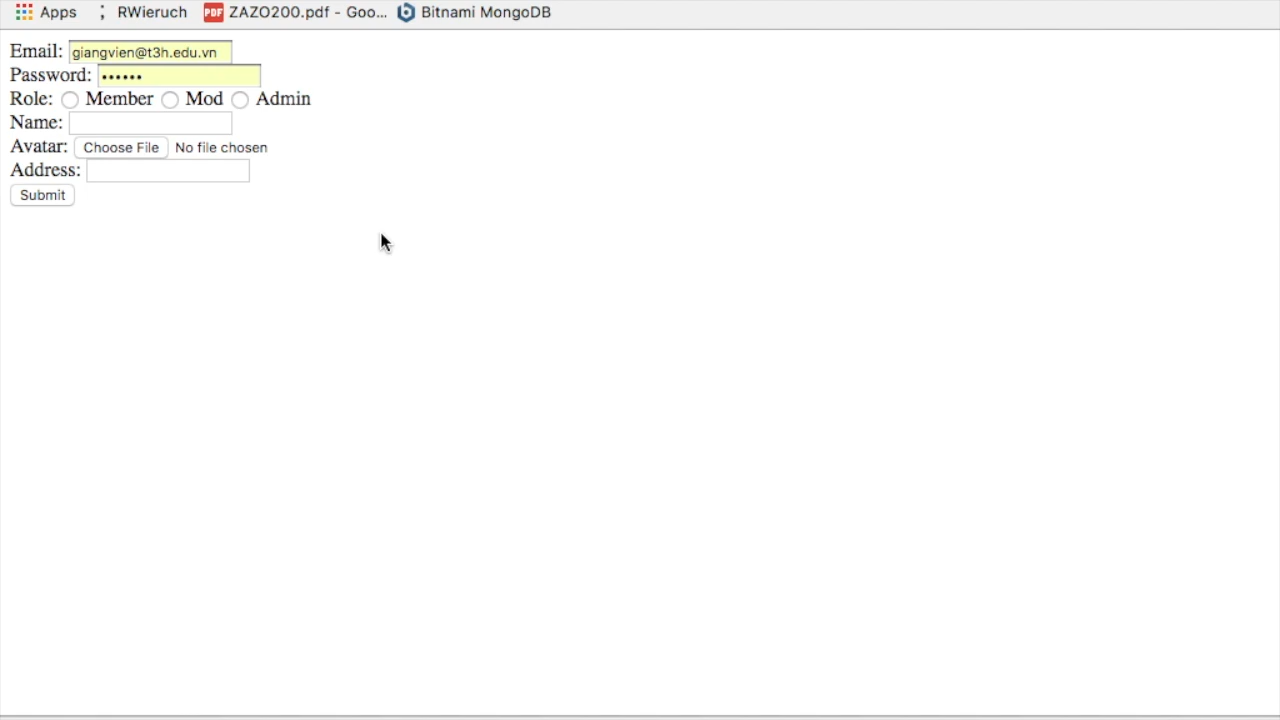 Apps ; RWieruch PDF ZAZO200.pdf - Goo... Bitnami MongoDB
Email: giangvien@t3h.edu.vn
Password: ••••••
Role: Member Mod Admin
Name:
Avatar: Choose File No file chosen
Address:
Submit